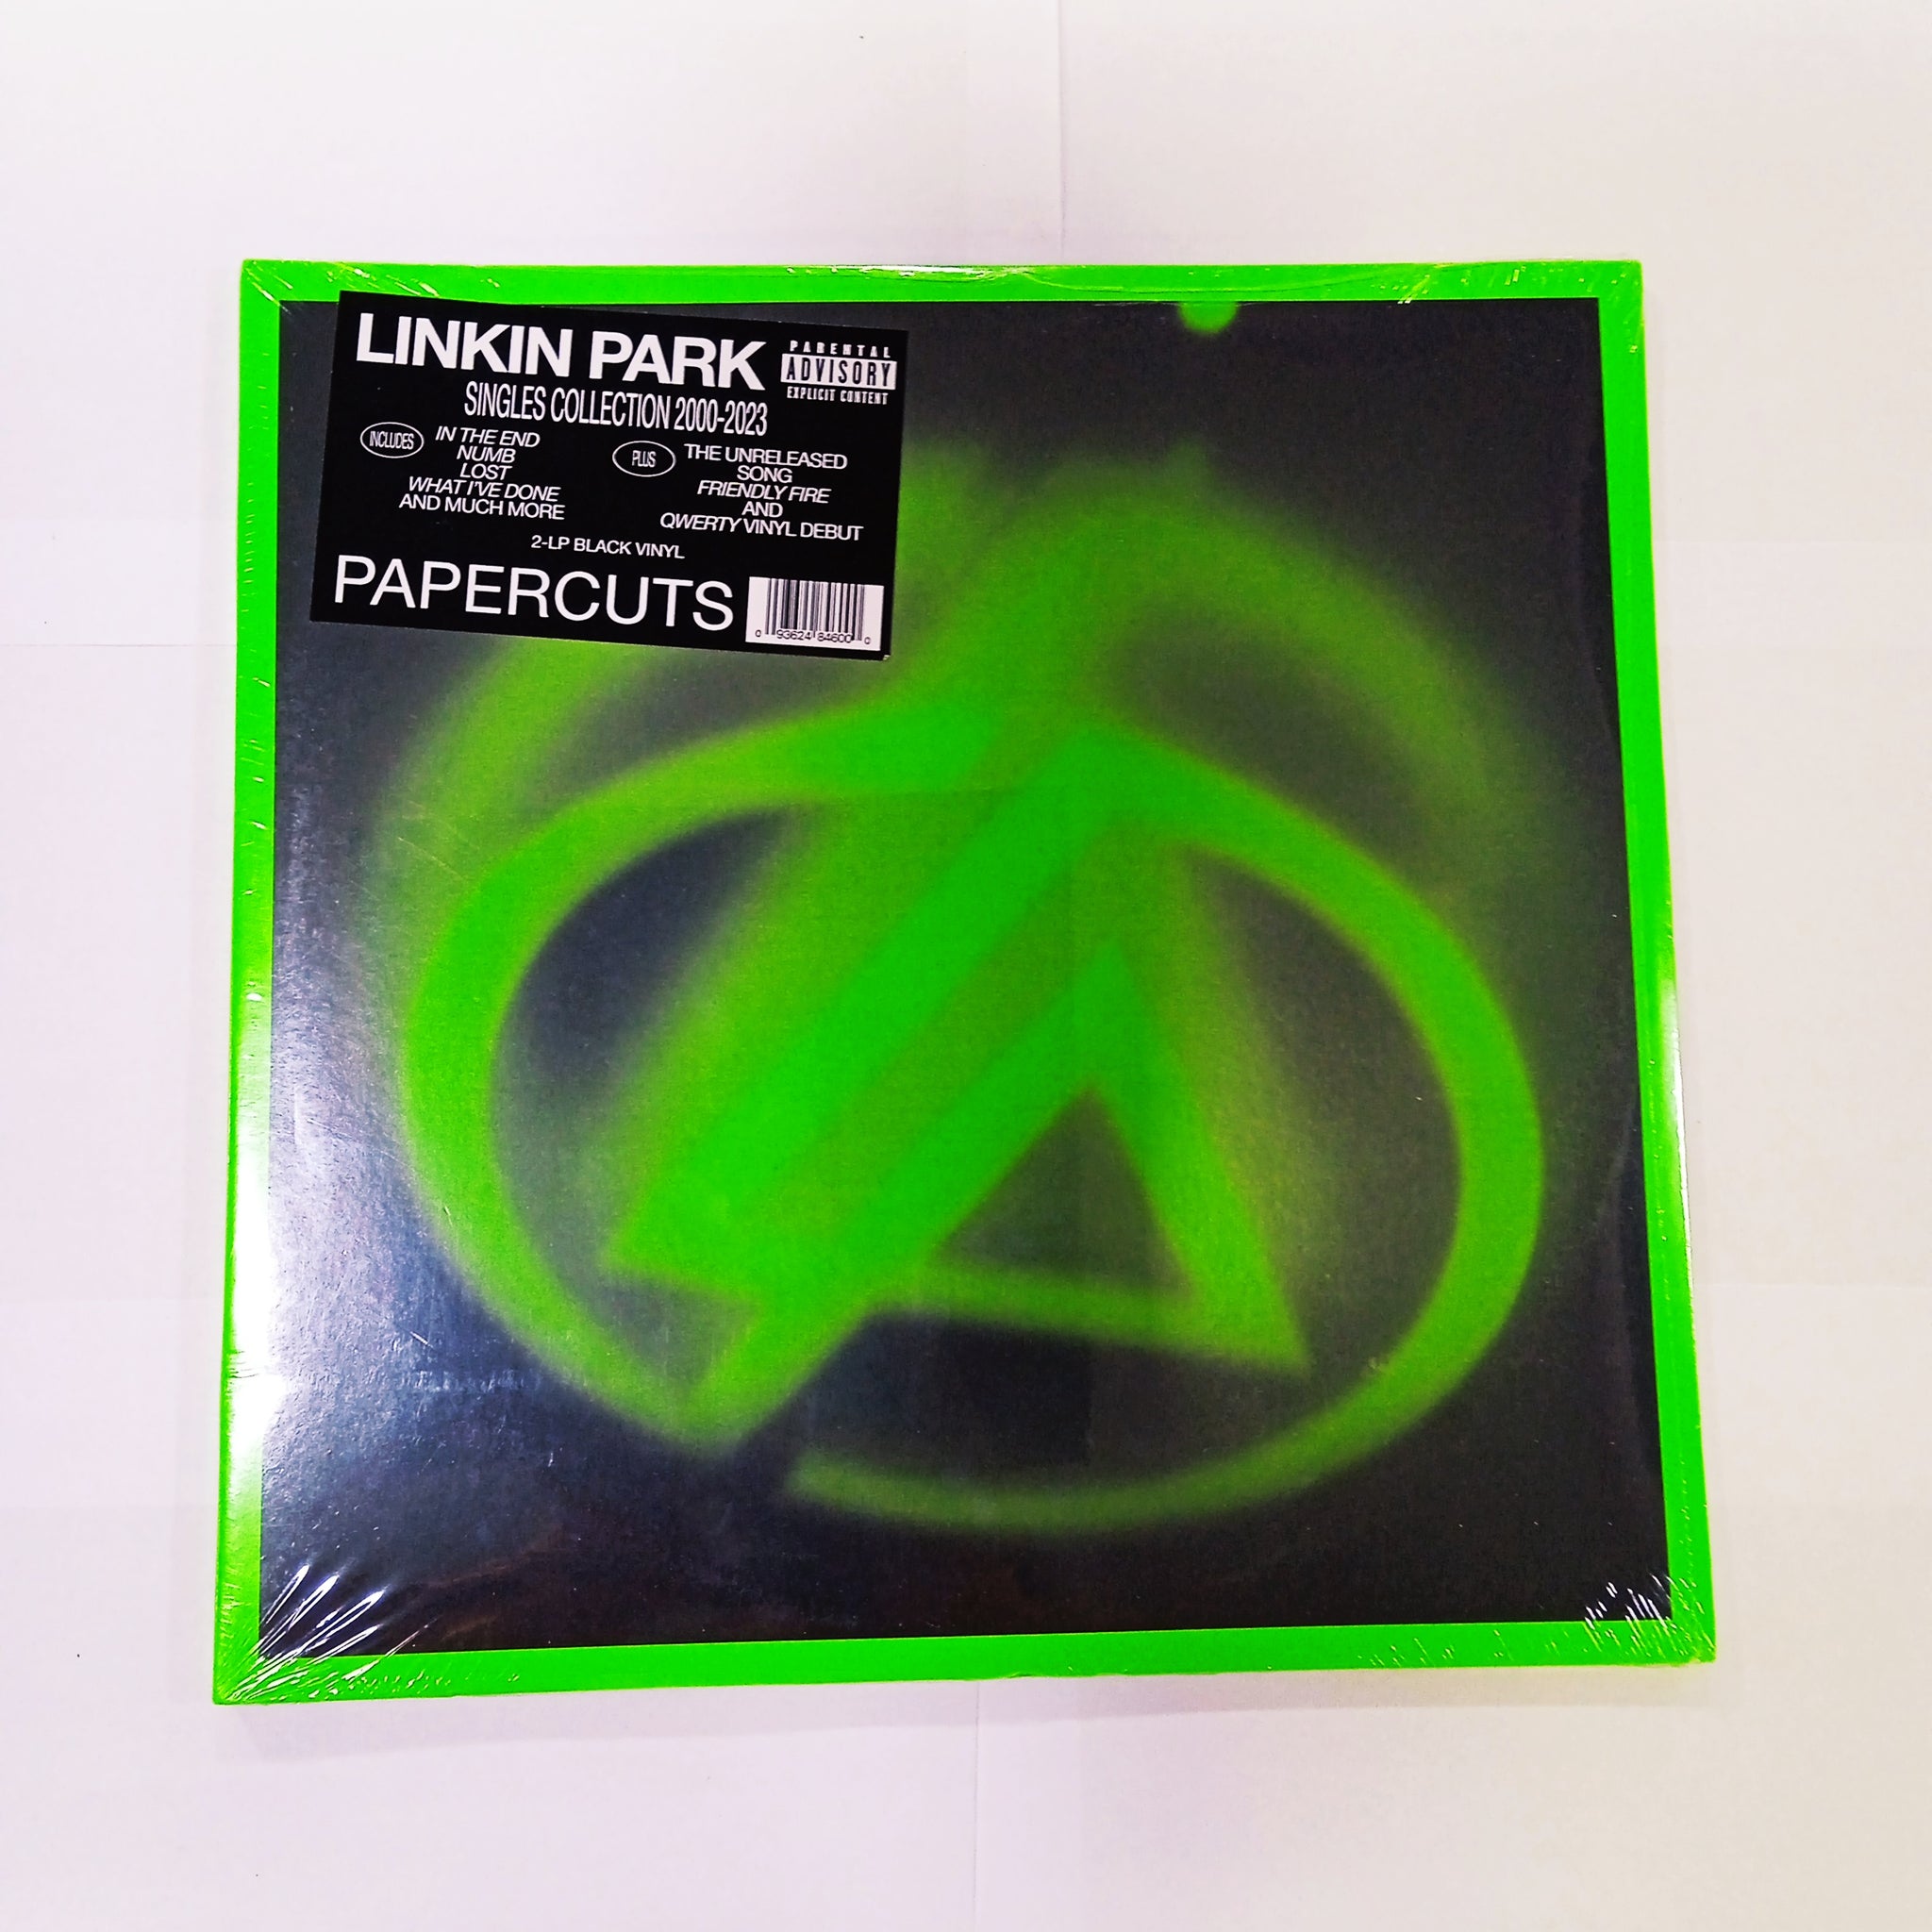 LINKIN PARK
PARENTAL
ADVISORY
EXPLICIT CONTENT
SINGLES COLLECTION 2000-2023
INCLUDES
IN THE END
NUMB
LOST
WHAT I'VE DONE
AND MUCH MORE
PLUS
THE UNRELEASED
SONG
FRIENDLY FIRE
AND
QWERTY VINYL DEBUT
2-LP BLACK VINYL
PAPERCUTS
0 93624 84600 0